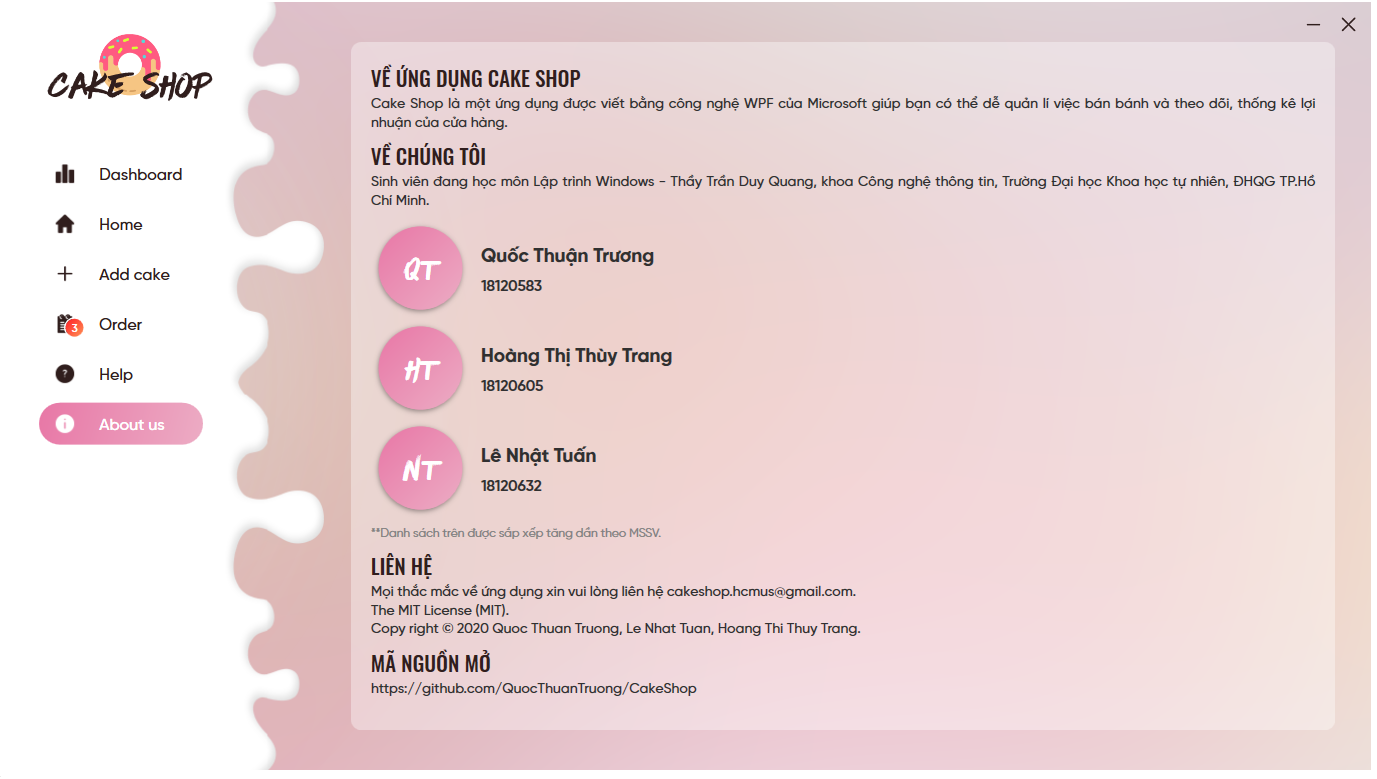 CAKE SHOP
Dashboard
Home
Add cake
3
Order
?
Help
i
About us
VỀ ỨNG DỤNG CAKE SHOP
Cake Shop là một ứng dụng được viết bằng công nghệ WPF của Microsoft giúp bạn có thể dễ quản lí việc bán bánh và theo dõi, thống kê lợi
nhuận của cửa hàng.
VỀ CHÚNG TÔI
Sinh viên đang học môn Lập trình Windows - Thầy Trần Duy Quang, khoa Công nghệ thông tin, Trường Đại học Khoa học tự nhiên, ĐHQG TP.Hồ
Chí Minh.
QT
Quốc Thuận Trương
18120583
HT
Hoàng Thị Thùy Trang
18120605
NT
Lê Nhật Tuấn
18120632
**Danh sách trên được sắp xếp tăng dần theo MSSV.
LIÊN HỆ
Mọi thắc mắc về ứng dụng xin vui lòng liên hệ cakeshop.hcmus@gmail.com.
The MIT License (MIT).
Copy right © 2020 Quoc Thuan Truong, Le Nhat Tuan, Hoang Thi Thuy Trang.
MÃ NGUỒN MỞ
https://github.com/QuocThuanTruong/CakeShop